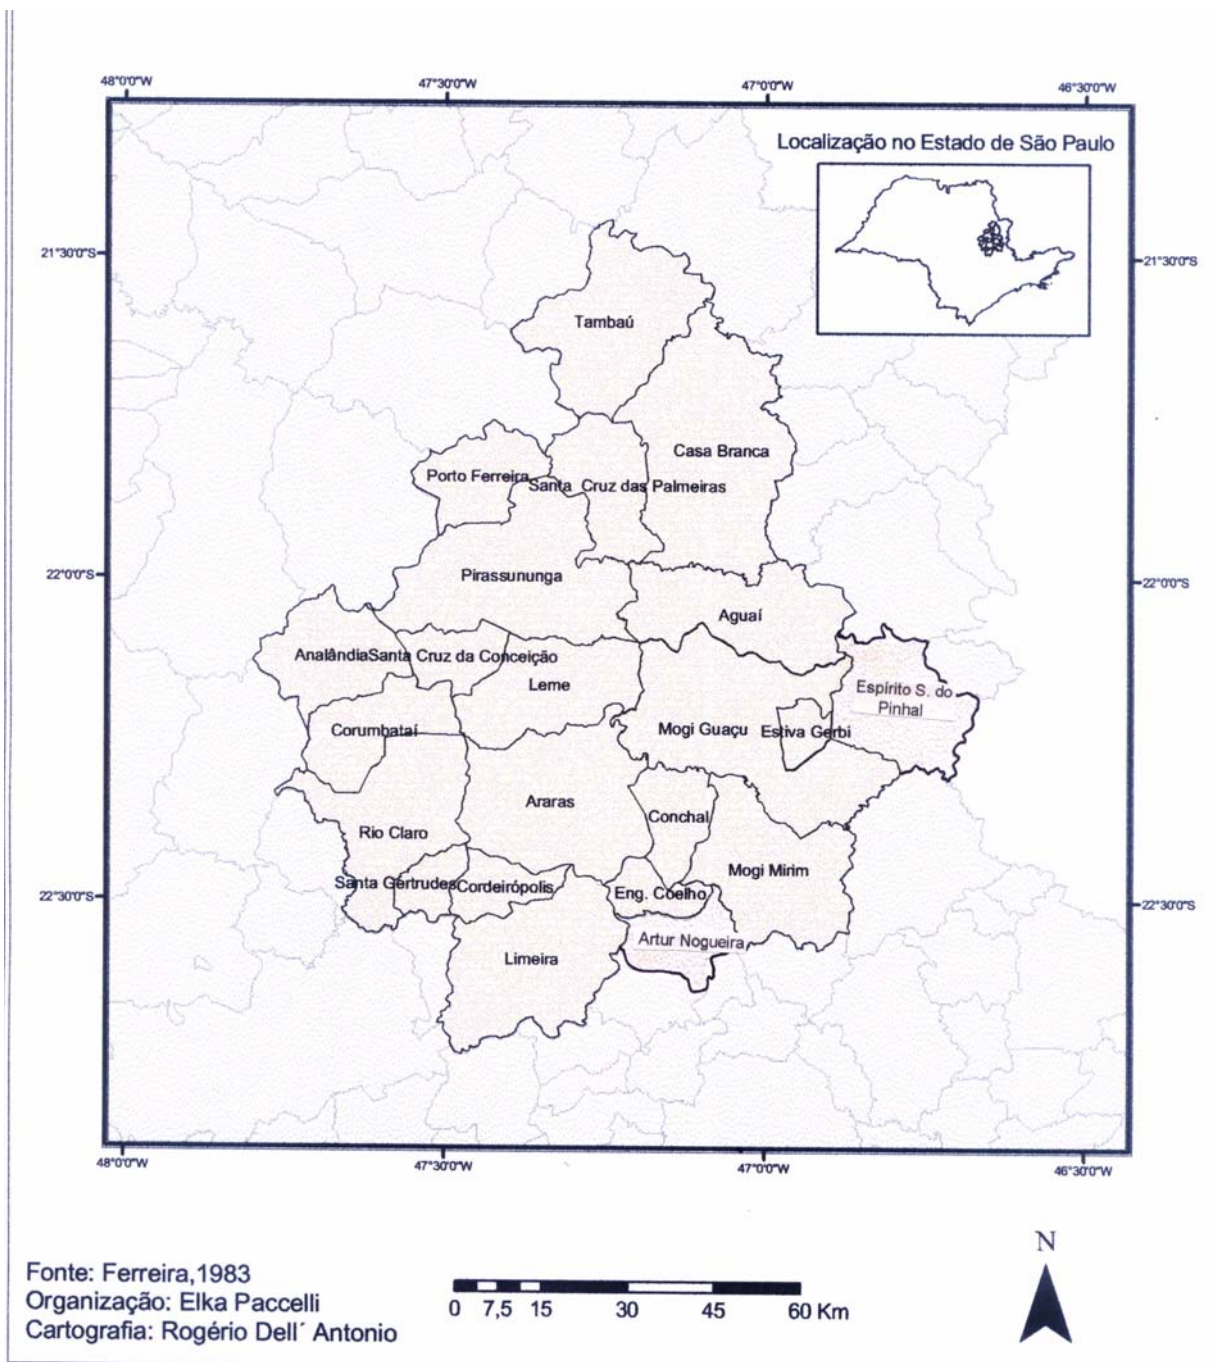 48°0'0"W 47°30'0"W 47°0'0"W 46°30'0"W
Localização no Estado de São Paulo
21°30'0"S 21°30'0"S
Tambaú
Casa Branca
Porto Ferreira
Santa Cruz das Palmeiras
22°0'0"S 22°0'0"S
Pirassununga
Aguaí
Analândia Santa Cruz da Conceição
Leme
Espírito S. do
Pinhal
Corumbataí
Mogi Guaçu
Estiva Gerbi
Araras
Conchal
Rio Claro
Mogi Mirim
Santa Gertrudes
Cordeirópolis
Eng. Coelho
22°30'0"S 22°30'0"S
Artur Nogueira
Limeira
48°0'0"W 47°30'0"W 47°0'0"W 46°30'0"W
N
Fonte: Ferreira,1983
Organização: Elka Paccelli
Cartografia: Rogério Dell´ Antonio
0 7,5 15 30 45 60 Km